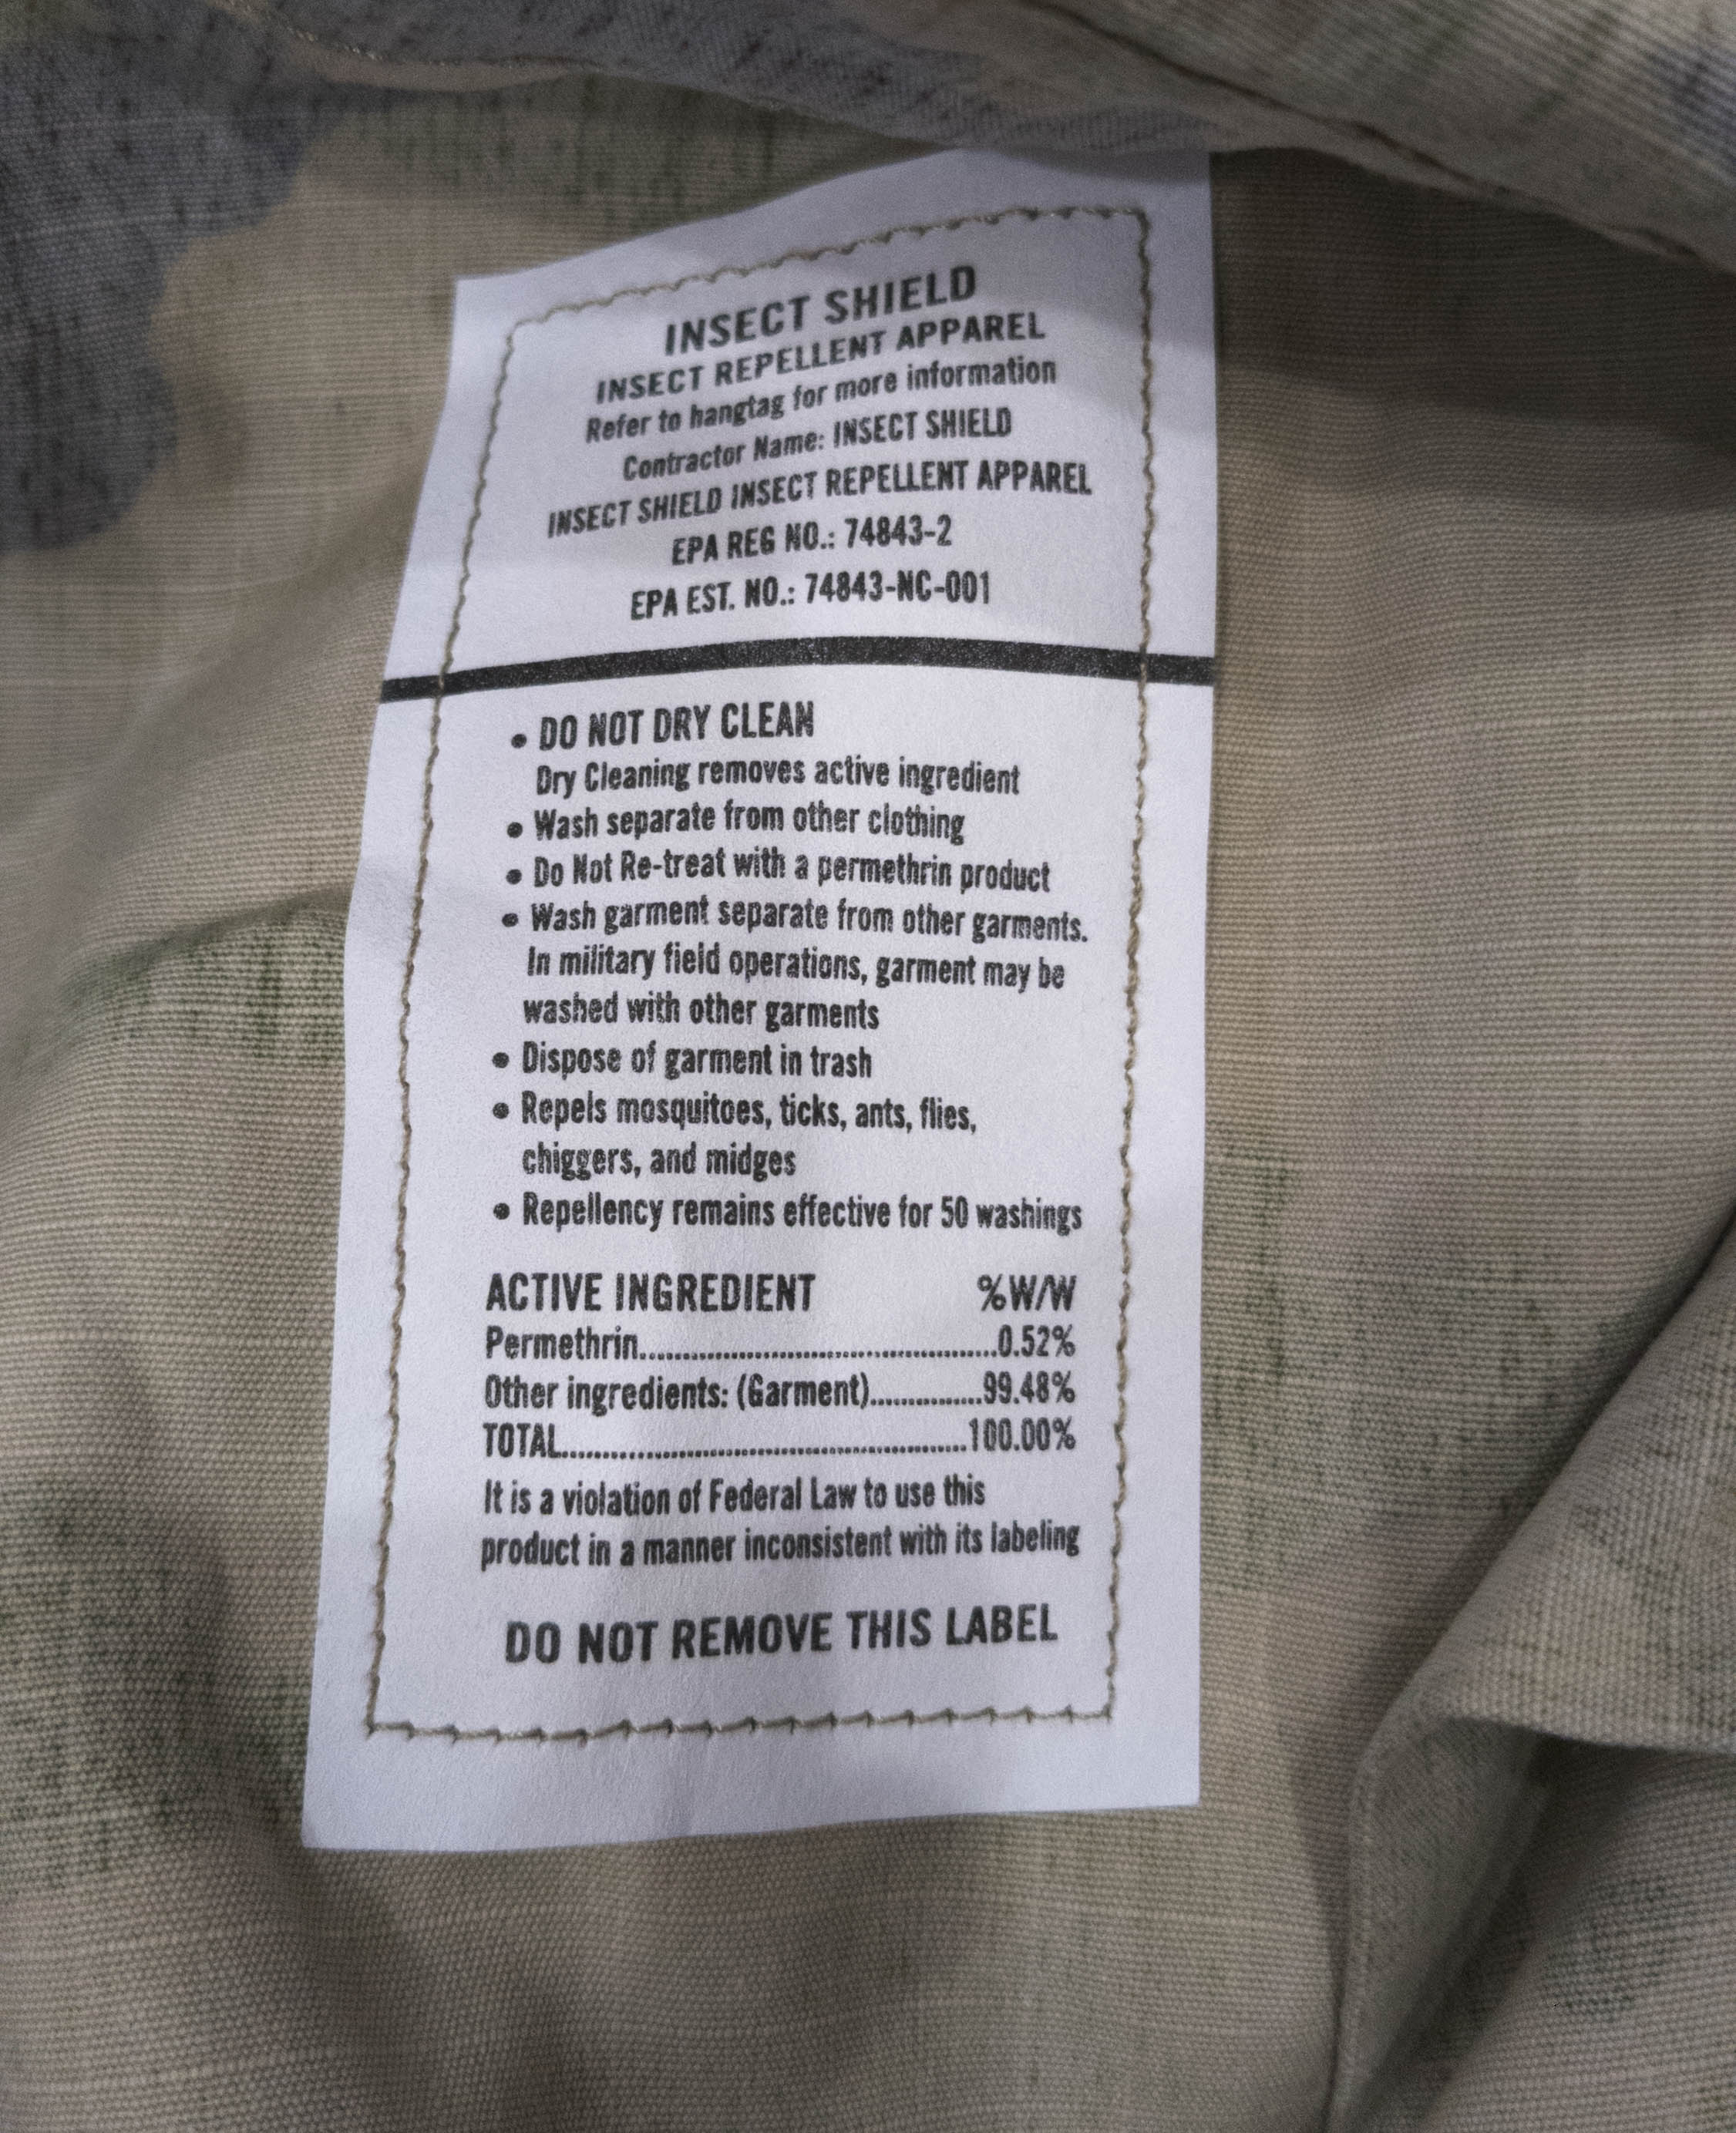 INSECT SHIELD
INSECT REPELLENT APPAREL
Refer to hangtag for more information
Contractor Name: INSECT SHIELD
INSECT SHIELD INSECT REPELLENT APPAREL
EPA REG NO.: 74843-2
EPA EST. NO.: 74843-NC-001
• DO NOT DRY CLEAN
Dry Cleaning removes active ingredient
• Wash separate from other clothing
• Do Not Re-treat with a permethrin product
• Wash garment separate from other garments.
In military field operations, garment may be
washed with other garments
• Dispose of garment in trash
• Repels mosquitoes, ticks, ants, flies,
chiggers, and midges
• Repellency remains effective for 50 washings
ACTIVE INGREDIENT %W/W
Permethrin..........................................0.52%
Other ingredients: (Garment)...............99.48%
TOTAL................................................100.00%
It is a violation of Federal Law to use this
product in a manner inconsistent with its labeling
DO NOT REMOVE THIS LABEL